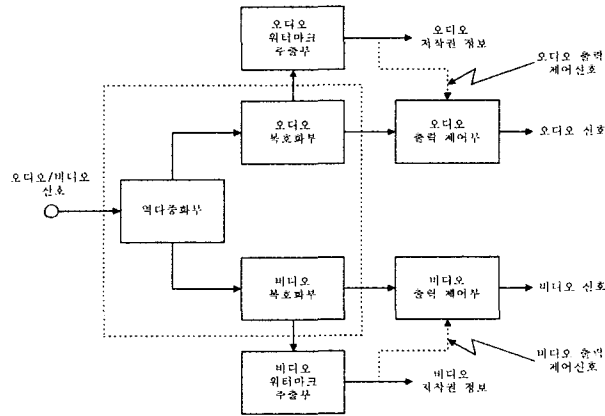 오디오
워터마크
추출부
오디오
저작권 정보
오디오 출력
제어신호
오디오
복호화부
오디오
출력 제어부
오디오 신호
오디오/비디오
신호
역다중화부
비디오
복호화부
비디오
출력 제어부
비디오 신호
비디오
워터마크
추출부
비디오
저작권 정보
비디오 출력
제어신호